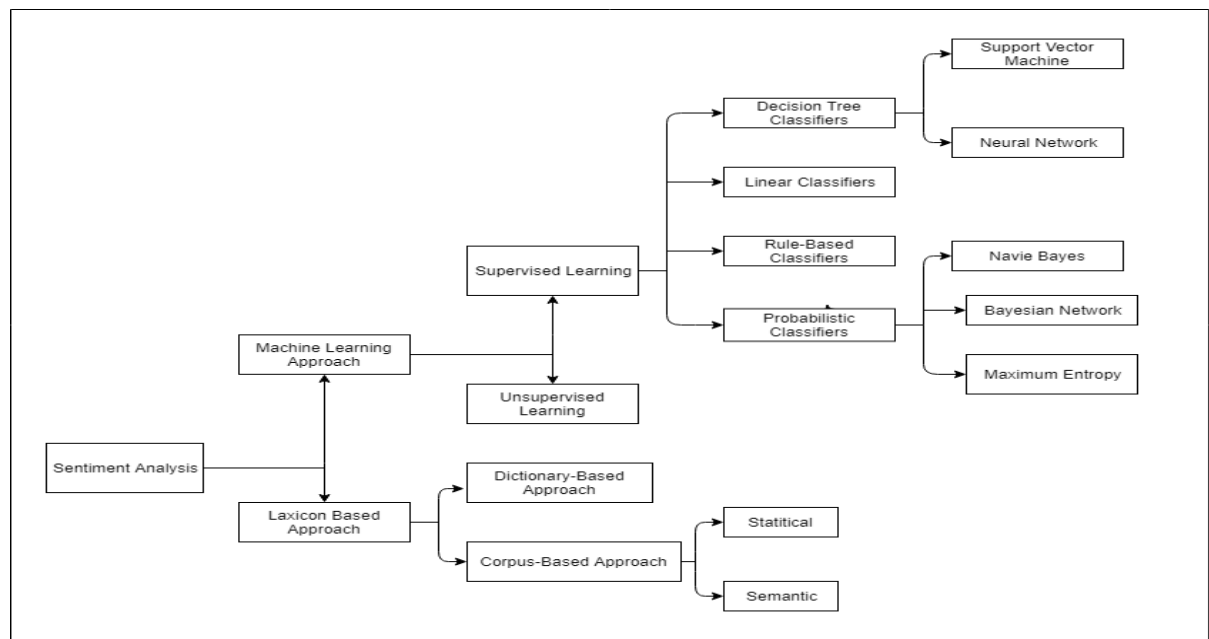 Support Vector
Machine
Decision Tree
Classifiers
Neural Network
Linear Classifiers
Rule-Based
Classifiers
Navie Bayes
Supervised Learning
Bayesian Network
Probabilistic
Classifiers
Machine Learning
Approach
Maximum Entropy
Unsupervised
Learning
Sentiment Analysis
Dictionary-Based
Approach
Laxicon Based
Approach
Statitical
Corpus-Based Approach
Semantic